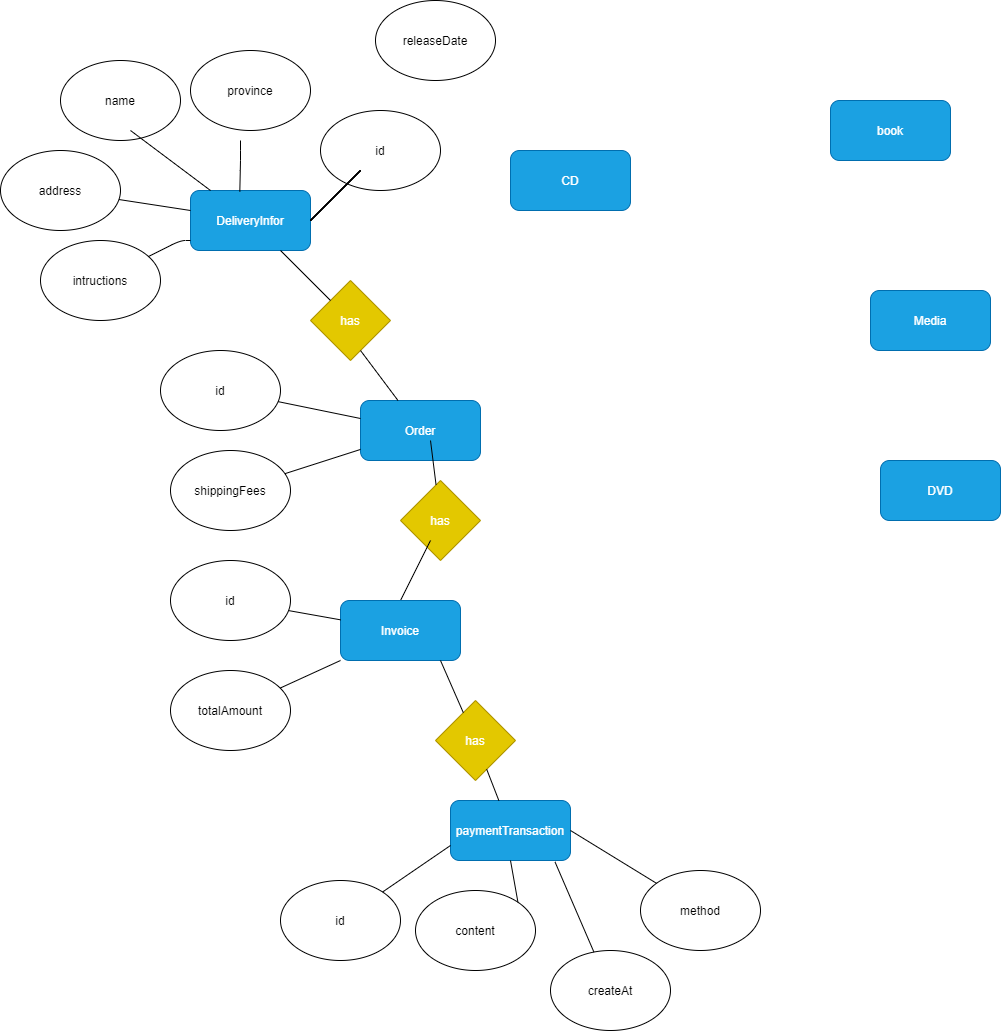 releaseDate
name
province
id
address
DeliveryInfor
intructions
CD
book
has
Media
id
Order
shippingFees
has
DVD
id
Invoice
totalAmount
has
paymentTransaction
id
content
method
createAt